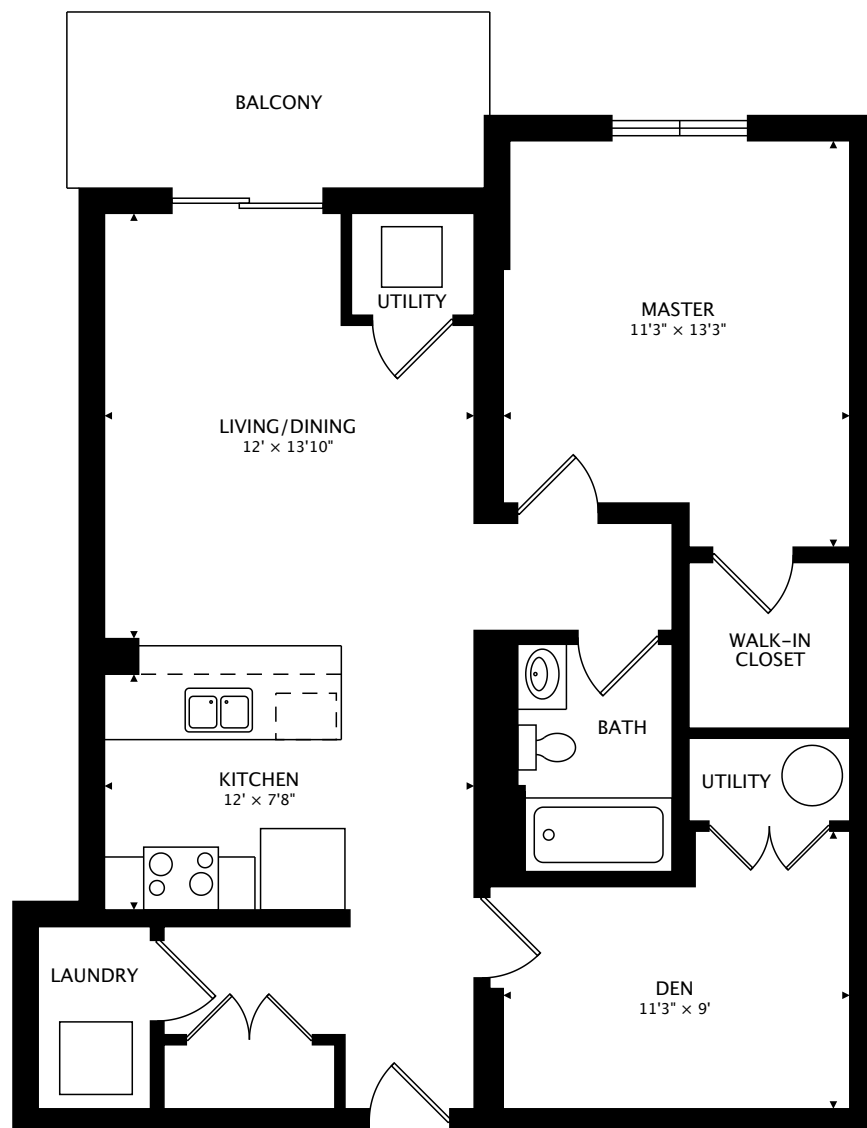 BALCONY
UTILITY
MASTER
11'3" × 13'3"
LIVING/DINING
12' × 13'10"
WALK-IN
CLOSET
BATH
KITCHEN
12' × 7'8"
UTILITY
LAUNDRY
DEN
11'3" × 9'